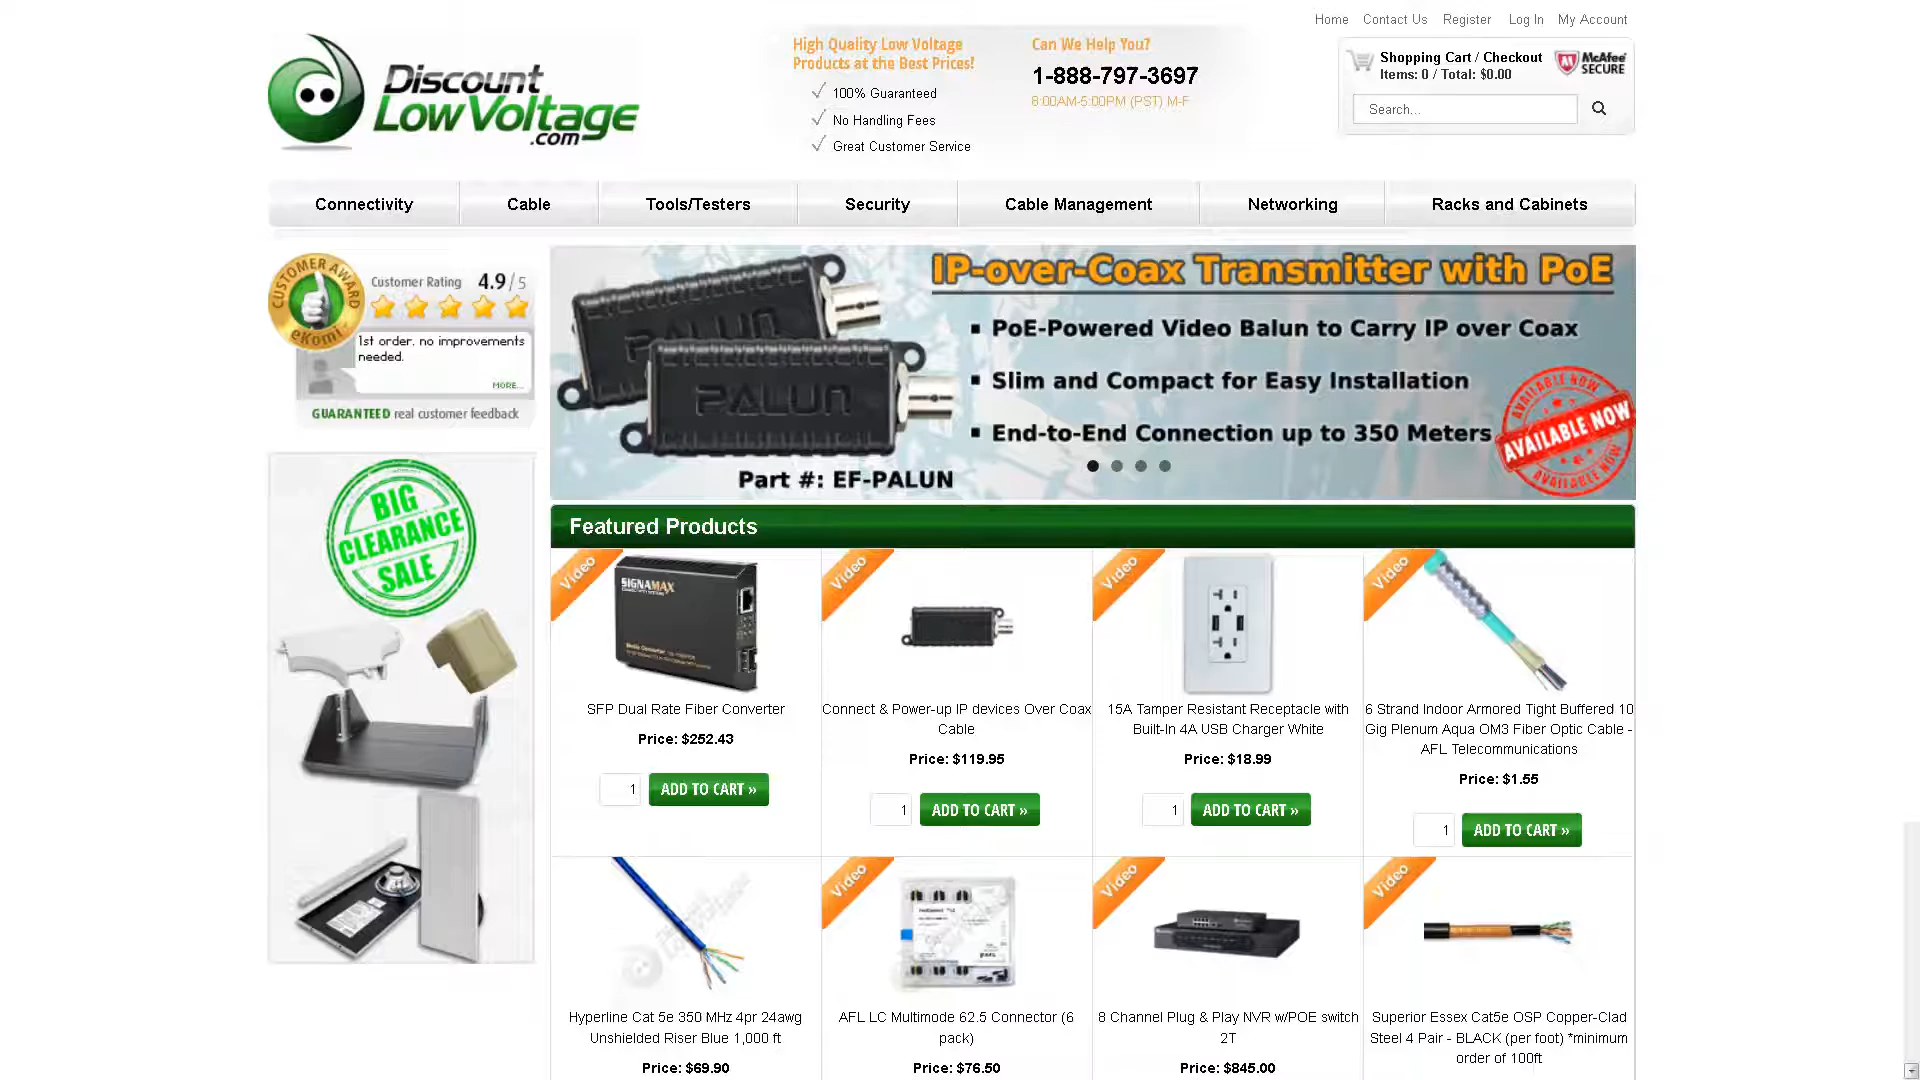 Home Contact Us Register Log In My Account
Discount
LowVoltage
.com
High Quality Low Voltage
Products at the Best Prices!
100% Guaranteed
No Handling Fees
Great Customer Service
Can We Help You?
1-888-797-3697
8:00AM-5:00PM (PST) M-F
Shopping Cart / Checkout
Items: 0 / Total: $0.00
McAfee
SECURE
Search...
Connectivity Cable Tools/Testers Security Cable Management Networking Racks and Cabinets
CUSTOMER AWARD
eKomi
Customer Rating 4.9/5
1st order. no improvements
needed.
MORE...
GUARANTEED real customer feedback
BIG
CLEARANCE
SALE
IP-over-Coax Transmitter with PoE
▪ PoE-Powered Video Balun to Carry IP over Coax
▪ Slim and Compact for Easy Installation
▪ End-to-End Connection up to 350 Meters
PALUN
PALUN
Part #: EF-PALUN
AVAILABLE NOW
AVAILABLE NOW
AVAILABLE NOW
Featured Products
Video
SIGNAMAX
SFP Dual Rate Fiber Converter
Price: $252.43
1 ADD TO CART »
Video
Connect & Power-up IP devices Over Coax
Cable
Price: $119.95
1 ADD TO CART »
Video
15A Tamper Resistant Receptacle with
Built-In 4A USB Charger White
Price: $18.99
1 ADD TO CART »
Video
6 Strand Indoor Armored Tight Buffered 10
Gig Plenum Aqua OM3 Fiber Optic Cable -
AFL Telecommunications
Price: $1.55
1 ADD TO CART »
Hyperline Cat 5e 350 MHz 4pr 24awg
Unshielded Riser Blue 1,000 ft
Price: $69.90
Video
AFL LC Multimode 62.5 Connector (6
pack)
Price: $76.50
Video
8 Channel Plug & Play NVR w/POE switch
2T
Price: $845.00
Video
Superior Essex Cat5e OSP Copper-Clad
Steel 4 Pair - BLACK (per foot) *minimum
order of 100ft